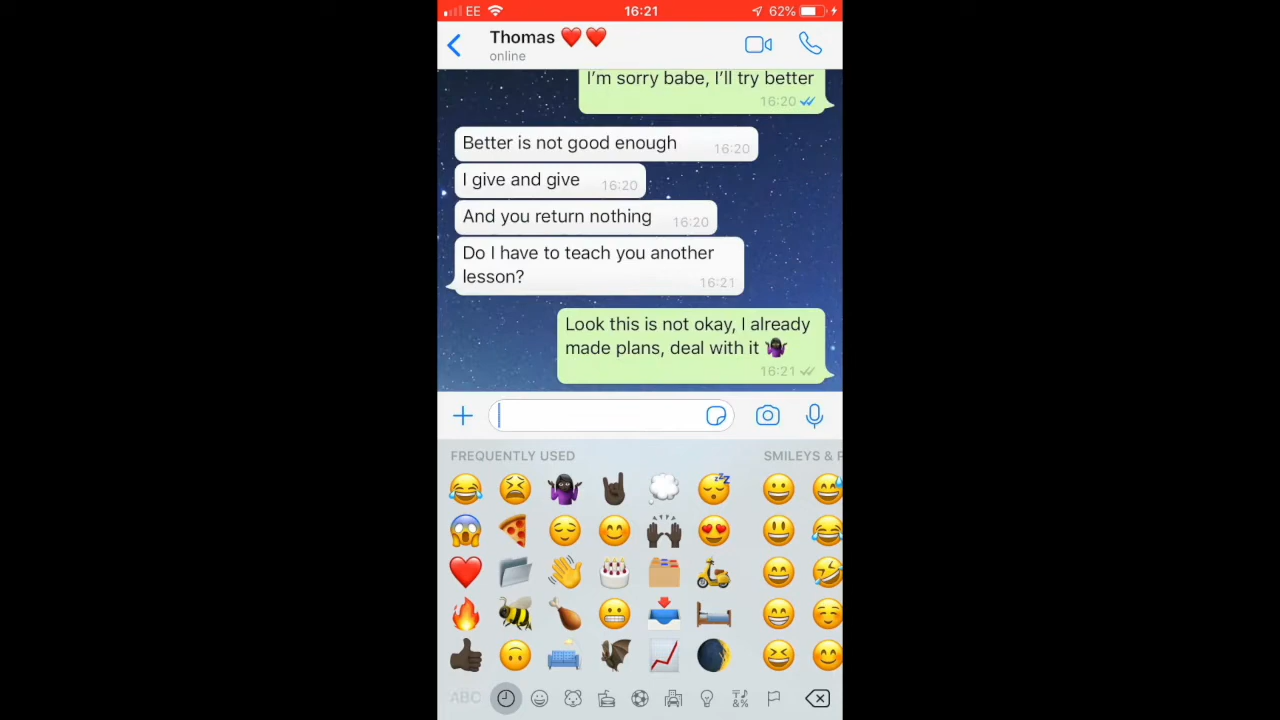 EE 16:21 62%
Thomas ❤️❤️
online
I'm sorry babe, I'll try better
16:20
Better is not good enough 16:20
I give and give 16:20
And you return nothing 16:20
Do I have to teach you another
lesson? 16:21
Look this is not okay, I already
made plans, deal with it 🤷🏿‍♀️
16:21
FREQUENTLY USED SMILEYS & P
ABC